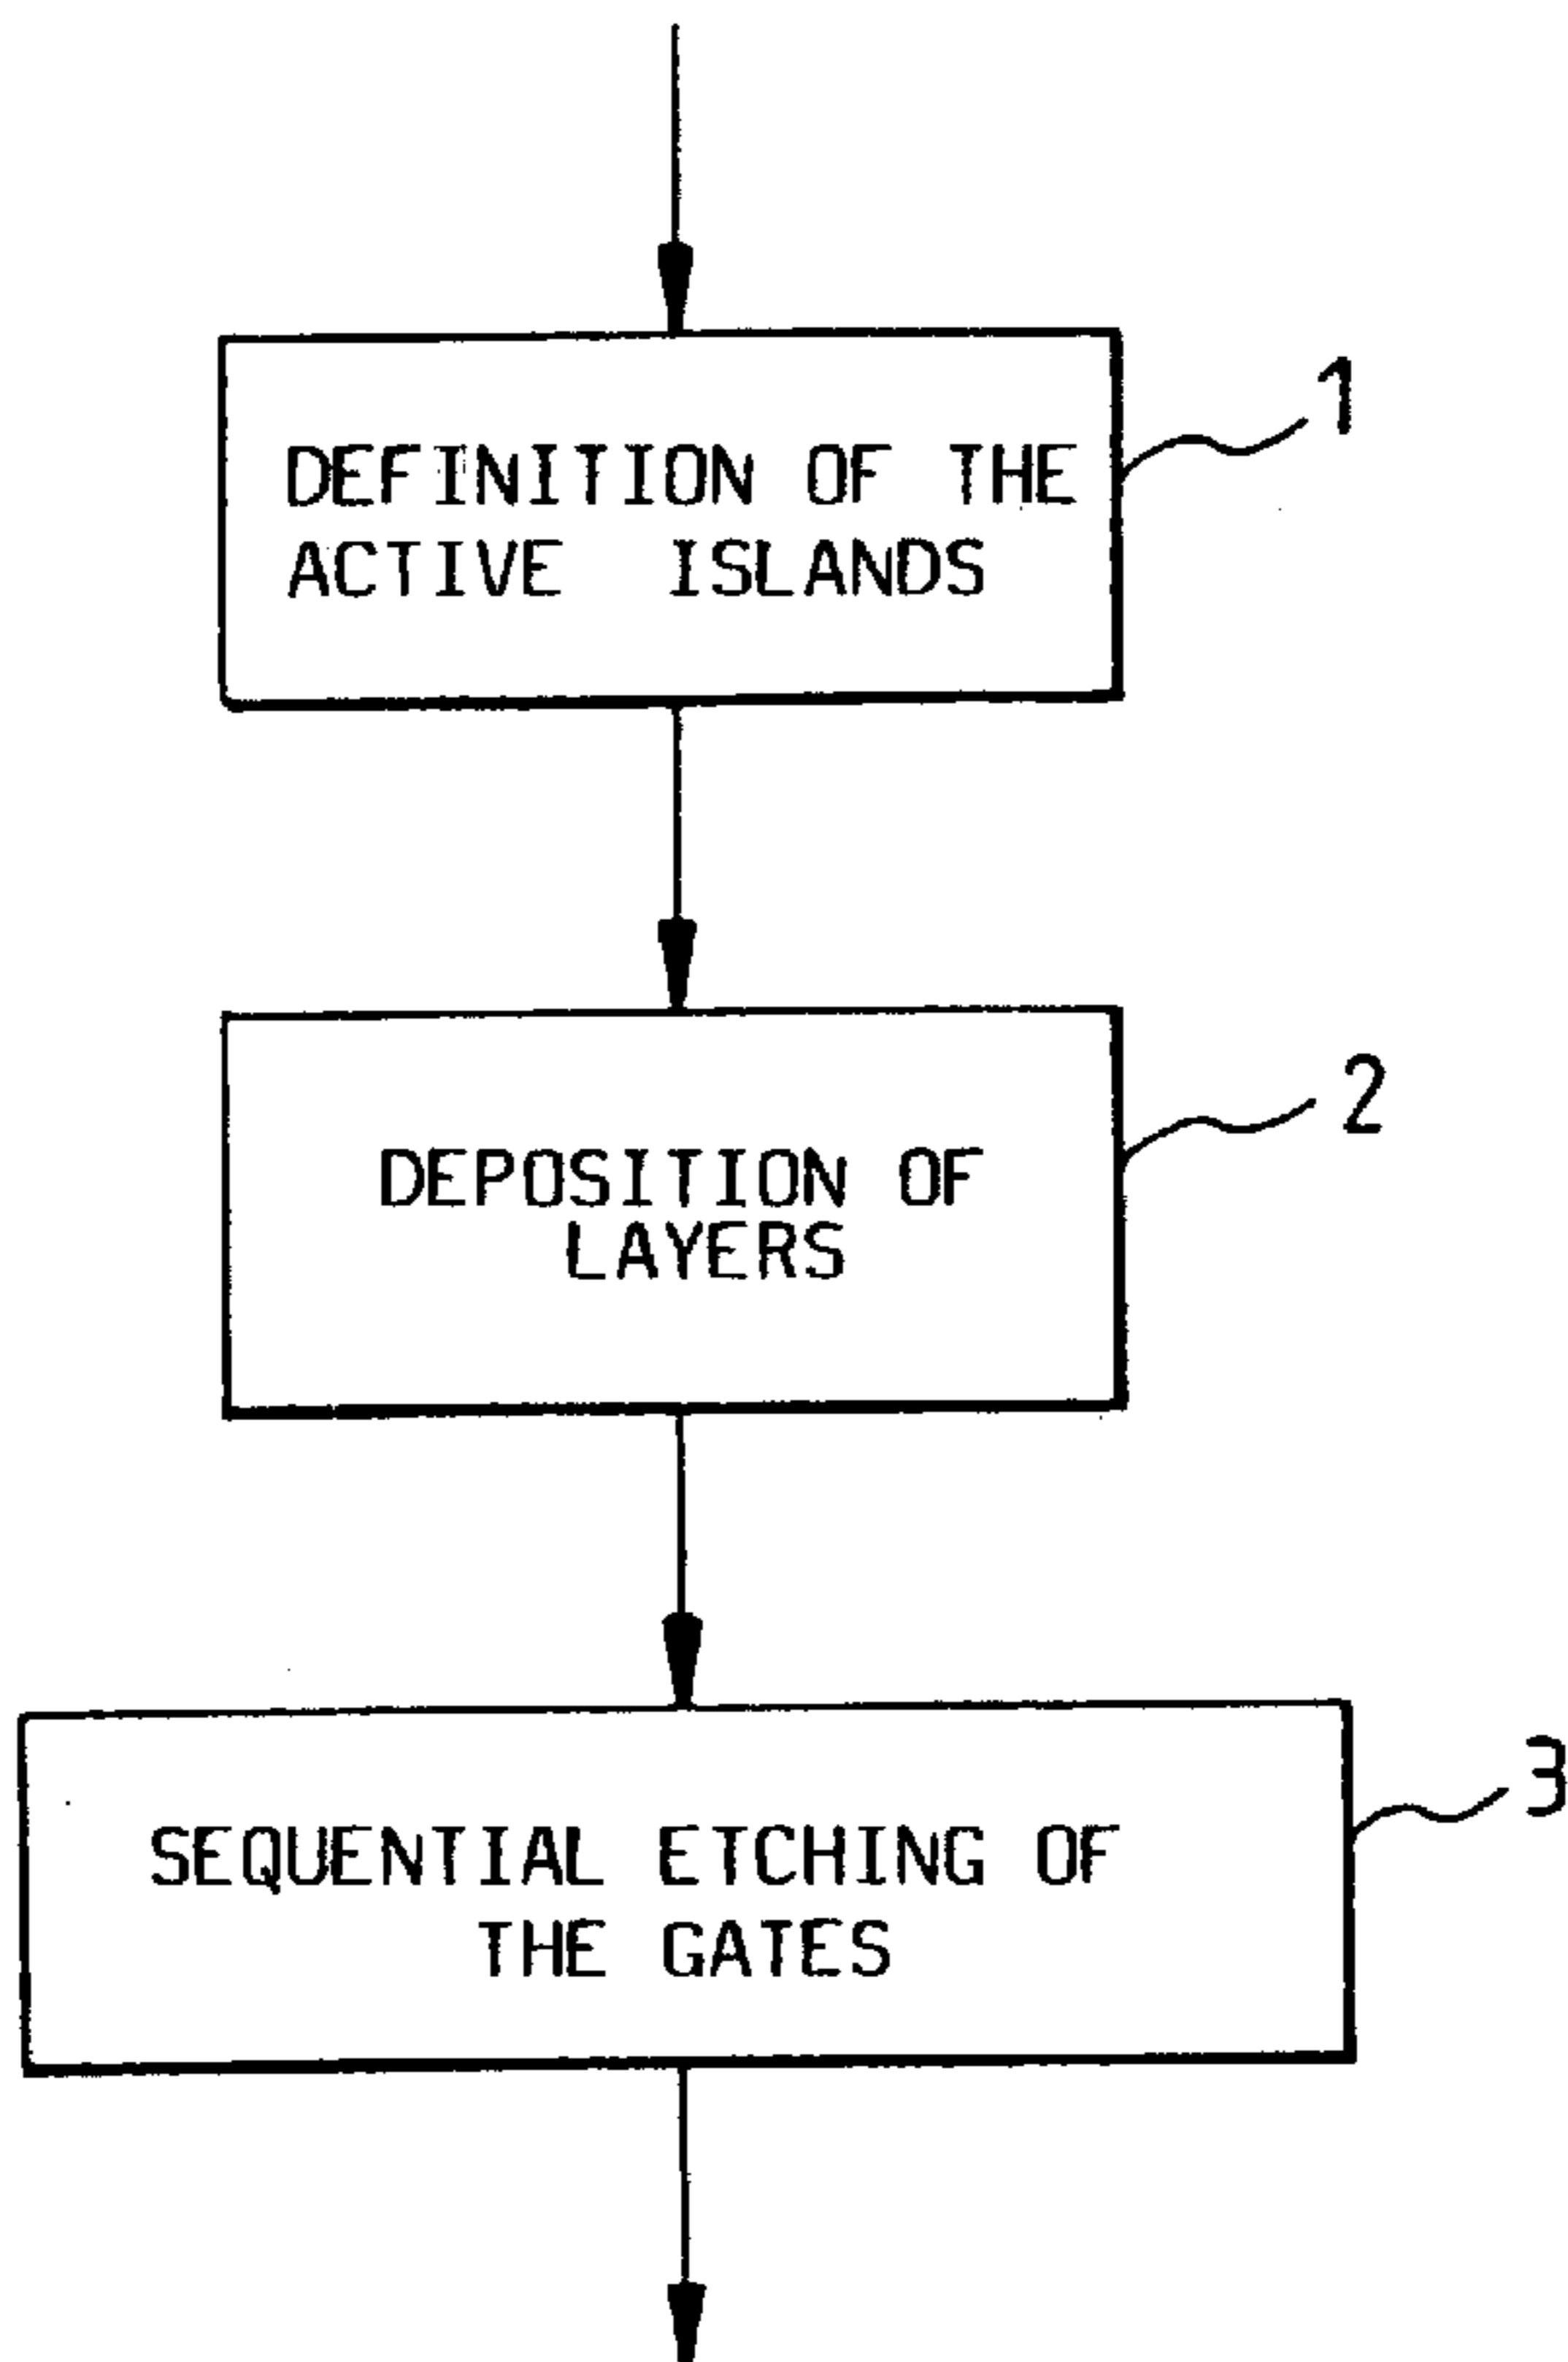 DEFINITION OF THE
1
ACTIVE ISLANDS
2
DEPOSITION OF
LAYERS
3
SEQUENTIAL ETCHING OF
THE GATES